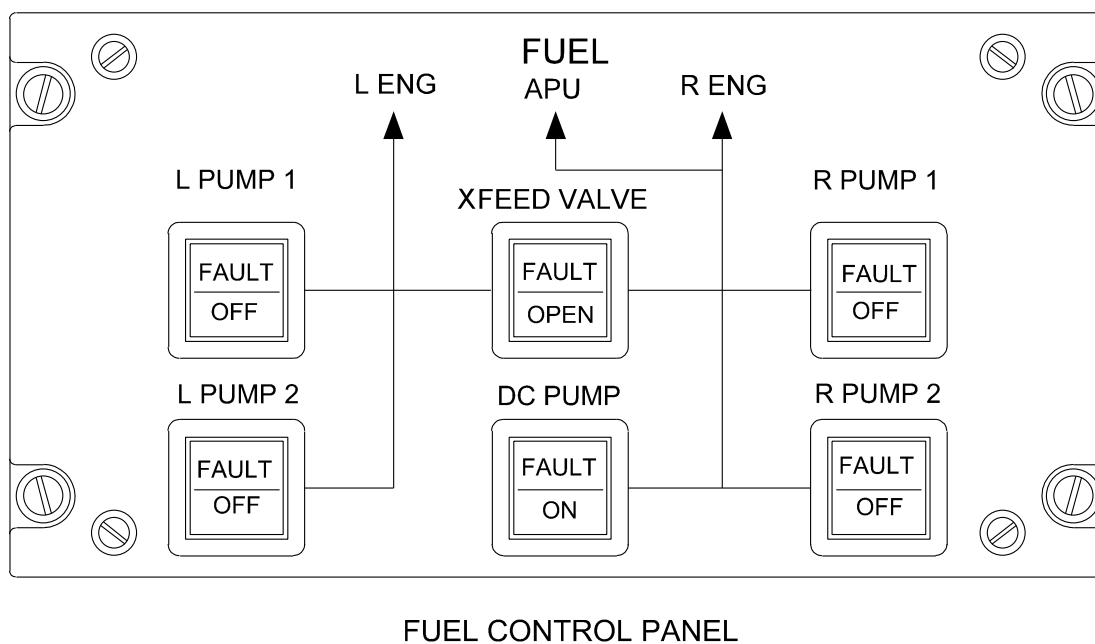 FUEL
L ENG
APU
R ENG
L PUMP 1
XFEED VALVE
R PUMP 1
FAULT
OFF
FAULT
OPEN
FAULT
OFF
L PUMP 2
DC PUMP
R PUMP 2
FAULT
OFF
FAULT
ON
FAULT
OFF
FUEL CONTROL PANEL